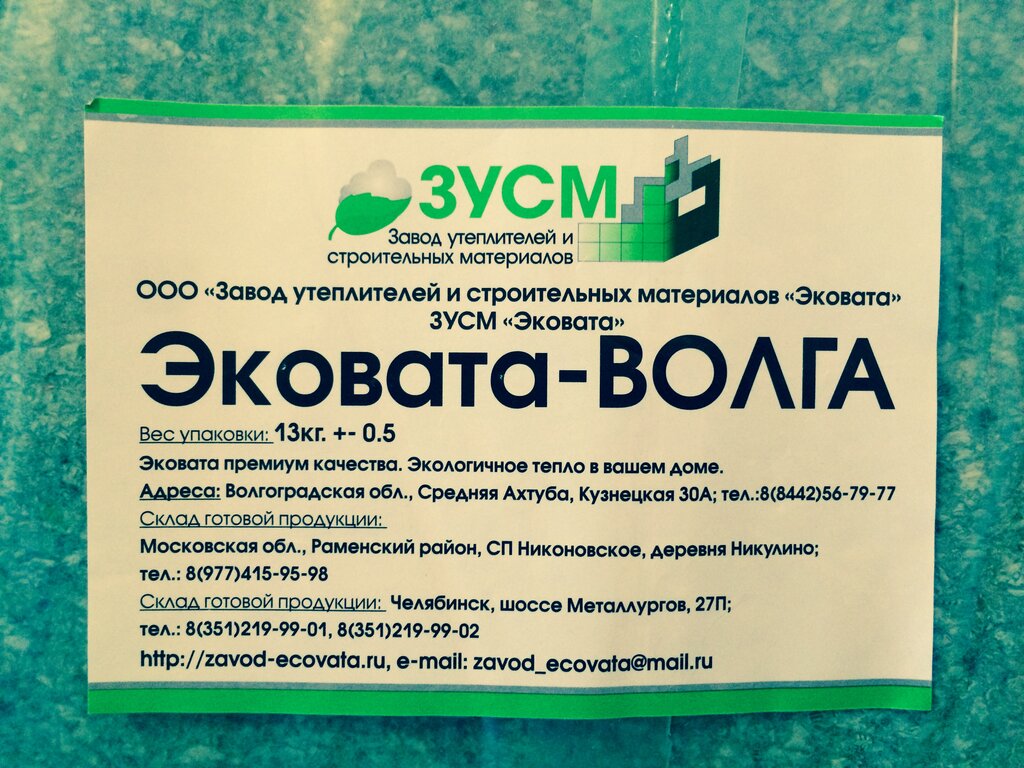 ЗУСМ
Завод утеплителей и
строительных материалов
ООО «Завод утеплителей и строительных материалов «Эковата»
ЗУСМ «Эковата»
Эковата-ВОЛГА
Вес упаковки: 13кг. +- 0.5
Эковата премиум качества. Экологичное тепло в вашем доме.
Адреса: Волгоградская обл., Средняя Ахтуба, Кузнецкая 30А; тел.:8(8442)56-79-77
Склад готовой продукции:
Московская обл., Раменский район, СП Никоновское, деревня Никулино;
тел.: 8(977)415-95-98
Склад готовой продукции: Челябинск, шоссе Металлургов, 27П;
тел.: 8(351)219-99-01, 8(351)219-99-02
http://zavod-ecovata.ru, e-mail: zavod_ecovata@mail.ru